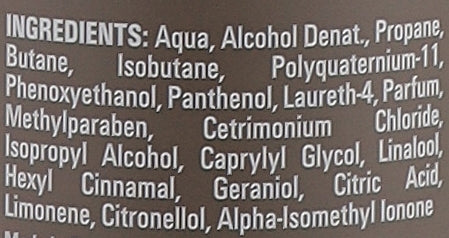 INGREDIENTS: Aqua, Alcohol Denat., Propane,
Butane, Isobutane, Polyquaternium-11,
Phenoxyethanol, Panthenol, Laureth-4, Parfum,
Methylparaben, Cetrimonium Chloride,
Isopropyl Alcohol, Caprylyl Glycol, Linalool,
Hexyl Cinnamal, Geraniol, Citric Acid,
Limonene, Citronellol, Alpha-Isomethyl Ionone